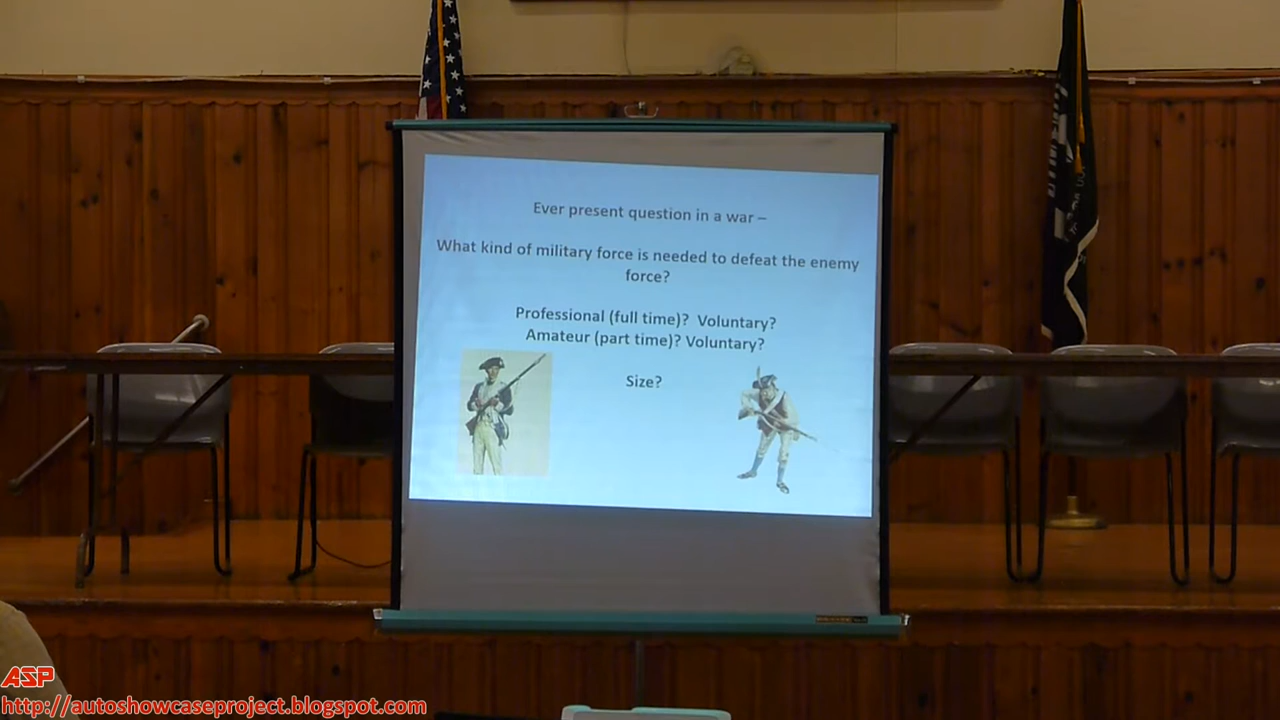 Ever present question in a war –
What kind of military force is needed to defeat the enemy
force?
Professional (full time)? Voluntary?
Amateur (part time)? Voluntary?
Size?
ASP
http://autoshowcaseproject.blogspot.com